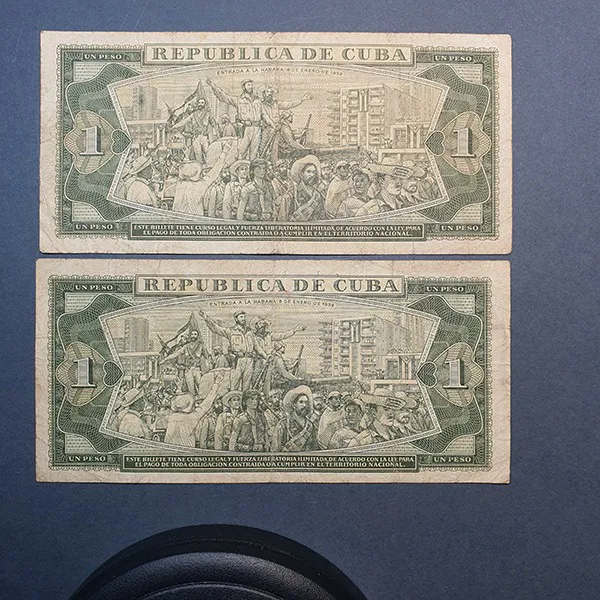 REPUBLICA DE CUBA
UN PESO UN PESO
ENTRADA A LA HABANA 8 DE ENERO DE 1959
1 1
UN PESO UN PESO
ESTE BILLETE TIENE CURSO LEGAL Y FUERZA LIBERATORIA ILIMITADA, DE ACUERDO CON LA LEY, PARA
EL PAGO DE TODA OBLIGACION CONTRAIDA O A CUMPLIR EN EL TERRITORIO NACIONAL.
REPUBLICA DE CUBA
UN PESO UN PESO
ENTRADA A LA HABANA 8 DE ENERO DE 1959
1 1
UN PESO UN PESO
ESTE BILLETE TIENE CURSO LEGAL Y FUERZA LIBERATORIA ILIMITADA, DE ACUERDO CON LA LEY, PARA
EL PAGO DE TODA OBLIGACION CONTRAIDA O A CUMPLIR EN EL TERRITORIO NACIONAL.